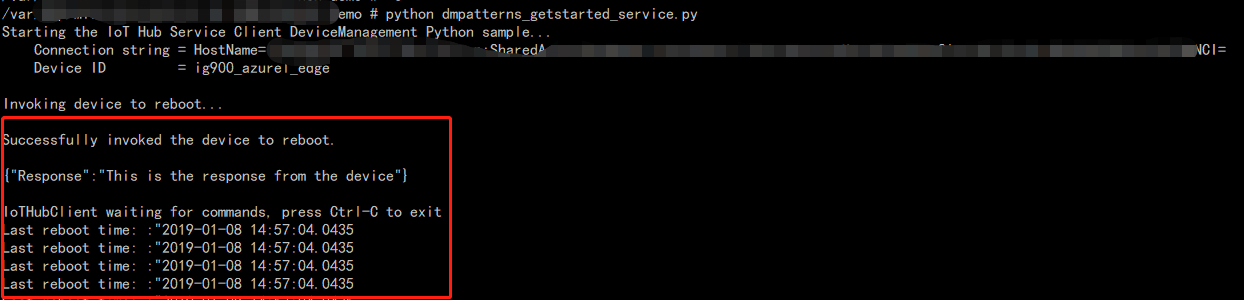 /var emo # python dmpatterns_getstarted_service.py
Starting the IoT Hub Service Client DeviceManagement Python sample...
Connection string = HostName= ;SharedA NCI=
Device ID = ig900_azure1_edge
Invoking device to reboot...
Successfully invoked the device to reboot.
{"Response":"This is the response from the device"}
IoTHubClient waiting for commands, press Ctrl-C to exit
Last reboot time: :"2019-01-08 14:57:04.0435
Last reboot time: :"2019-01-08 14:57:04.0435
Last reboot time: :"2019-01-08 14:57:04.0435
Last reboot time: :"2019-01-08 14:57:04.0435